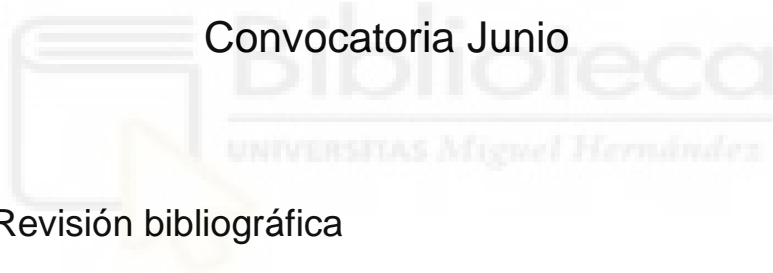 Convocatoria Junio
Biblioteca
UNIVERSITAS Miguel Hernández
Revisión bibliográfica